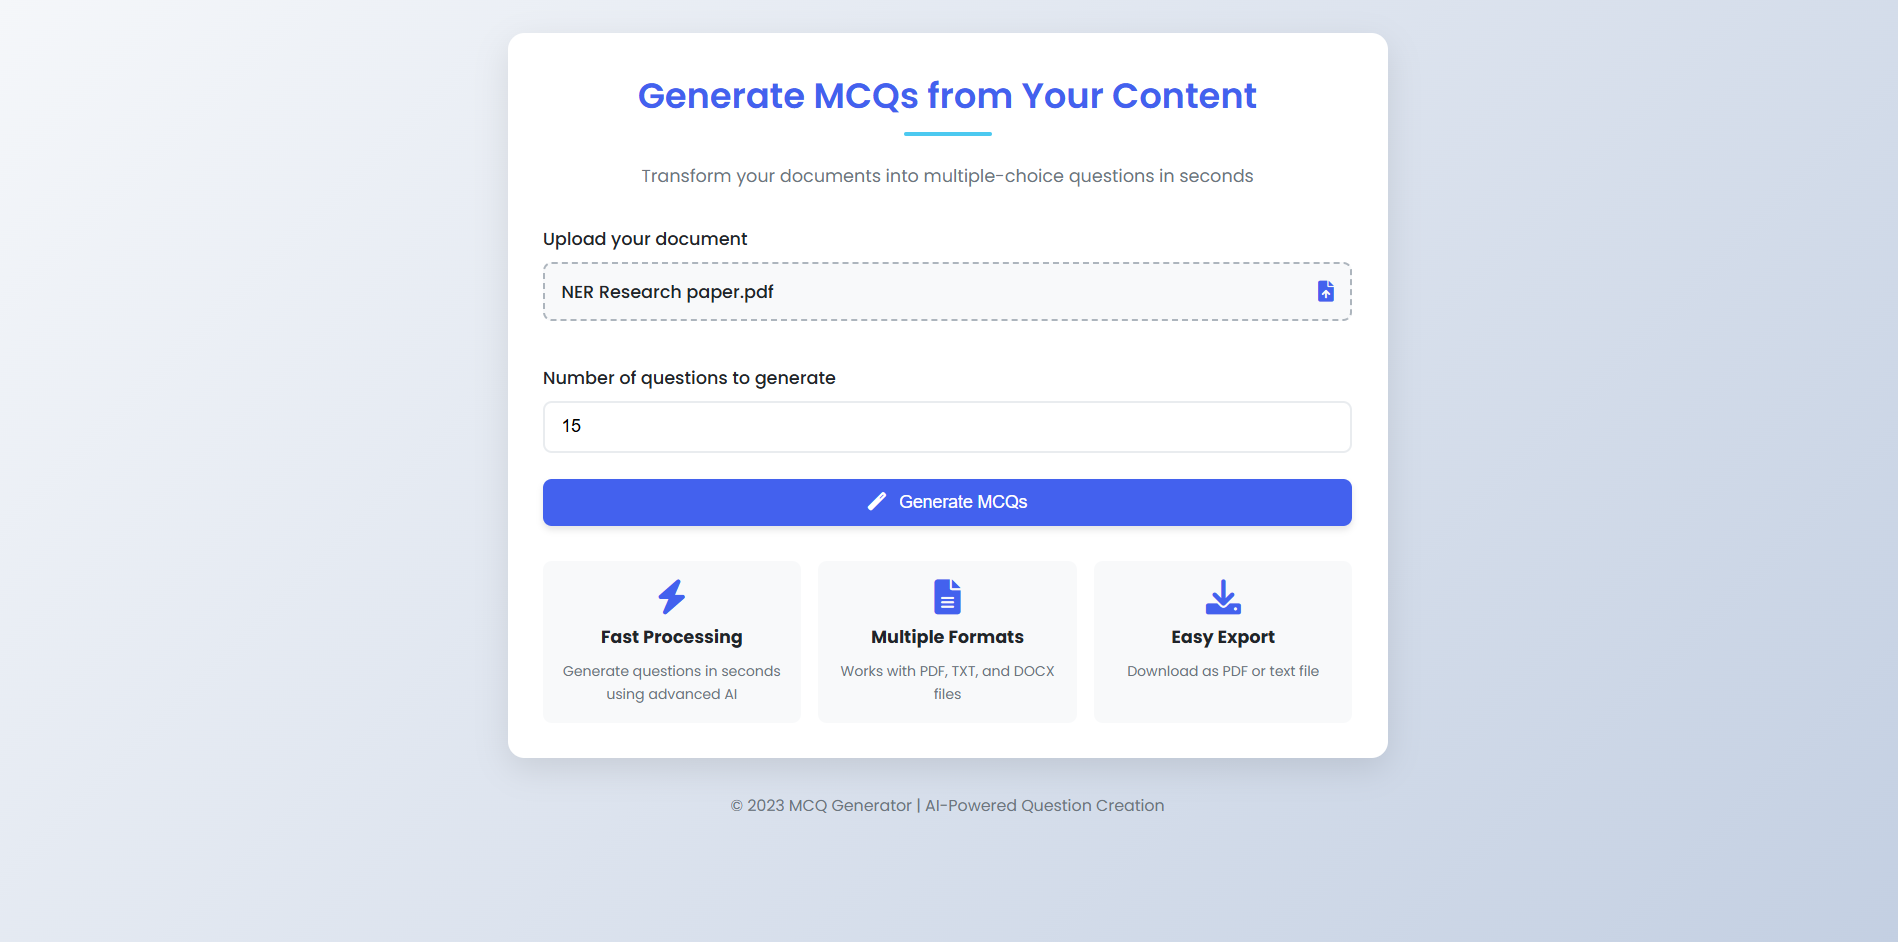 Generate MCQs from Your Content
Transform your documents into multiple-choice questions in seconds
Upload your document
NER Research paper.pdf
Number of questions to generate
15
Generate MCQs
Fast Processing
Generate questions in seconds
using advanced AI
Multiple Formats
Works with PDF, TXT, and DOCX
files
Easy Export
Download as PDF or text file
© 2023 MCQ Generator | AI-Powered Question Creation